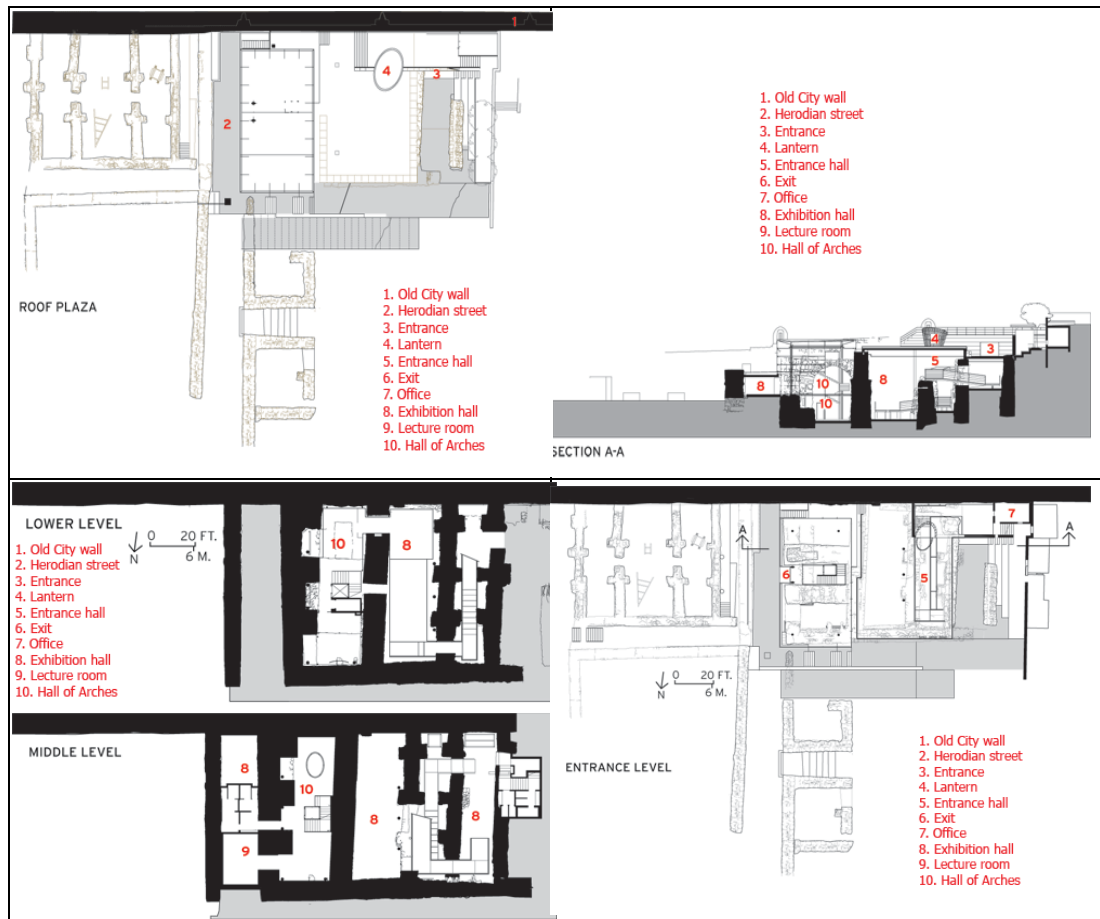 1
4
3
2
ROOF PLAZA
1. Old City wall
2. Herodian street
3. Entrance
4. Lantern
5. Entrance hall
6. Exit
7. Office
8. Exhibition hall
9. Lecture room
10. Hall of Arches
1. Old City wall
2. Herodian street
3. Entrance
4. Lantern
5. Entrance hall
6. Exit
7. Office
8. Exhibition hall
9. Lecture room
10. Hall of Arches
4
3
5
8
10
8
10
SECTION A-A
LOWER LEVEL
0 20 FT.
6 M.
N
1. Old City wall
2. Herodian street
3. Entrance
4. Lantern
5. Entrance hall
6. Exit
7. Office
8. Exhibition hall
9. Lecture room
10. Hall of Arches
10
8
MIDDLE LEVEL
8
10
8
8
9
7
A
A
6
5
0 20 FT.
6 M.
N
ENTRANCE LEVEL
1. Old City wall
2. Herodian street
3. Entrance
4. Lantern
5. Entrance hall
6. Exit
7. Office
8. Exhibition hall
9. Lecture room
10. Hall of Arches